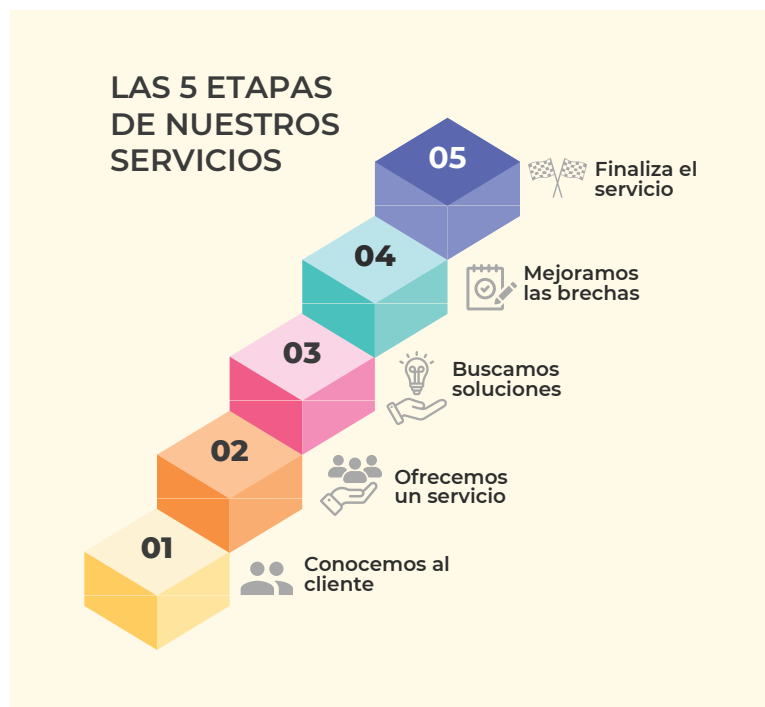 LAS 5 ETAPAS
DE NUESTROS
SERVICIOS
05
Finaliza el
servicio
04
Mejoramos
las brechas
03
Buscamos
soluciones
02
Ofrecemos
un servicio
01
Conocemos al
cliente